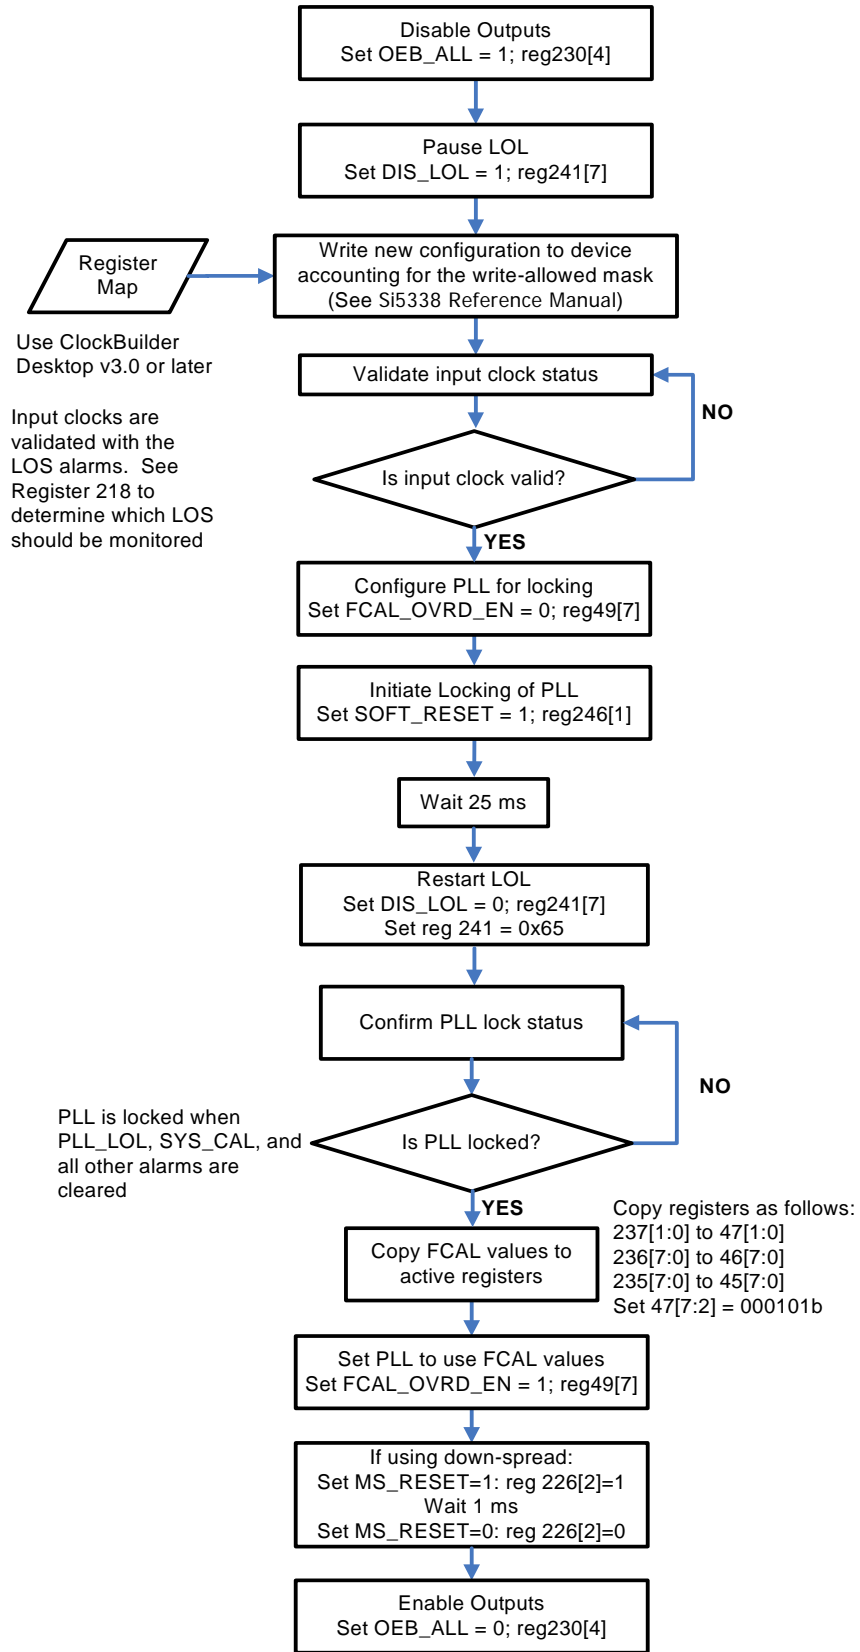 Disable Outputs
Set OEB_ALL = 1; reg230[4]
Pause LOL
Set DIS_LOL = 1; reg241[7]
Register
Map
Write new configuration to device
accounting for the write-allowed mask
(See Si5338 Reference Manual)
Use ClockBuilder
Desktop v3.0 or later
Validate input clock status
NO
Input clocks are
validated with the
LOS alarms.  See
Register 218 to
determine which LOS
should be monitored
Is input clock valid?
YES
Configure PLL for locking
Set FCAL_OVRD_EN = 0; reg49[7]
Initiate Locking of PLL
Set SOFT_RESET = 1; reg246[1]
Wait 25 ms
Restart LOL
Set DIS_LOL = 0; reg241[7]
Set reg 241 = 0x65
Confirm PLL lock status
NO
PLL is locked when
PLL_LOL, SYS_CAL, and
all other alarms are
cleared
Is PLL locked?
YES
Copy FCAL values to
active registers
Copy registers as follows:
237[1:0] to 47[1:0]
236[7:0] to 46[7:0]
235[7:0] to 45[7:0]
Set 47[7:2] = 000101b
Set PLL to use FCAL values
Set FCAL_OVRD_EN = 1; reg49[7]
If using down-spread:
Set MS_RESET=1: reg 226[2]=1
Wait 1 ms
Set MS_RESET=0: reg 226[2]=0
Enable Outputs
Set OEB_ALL = 0; reg230[4]